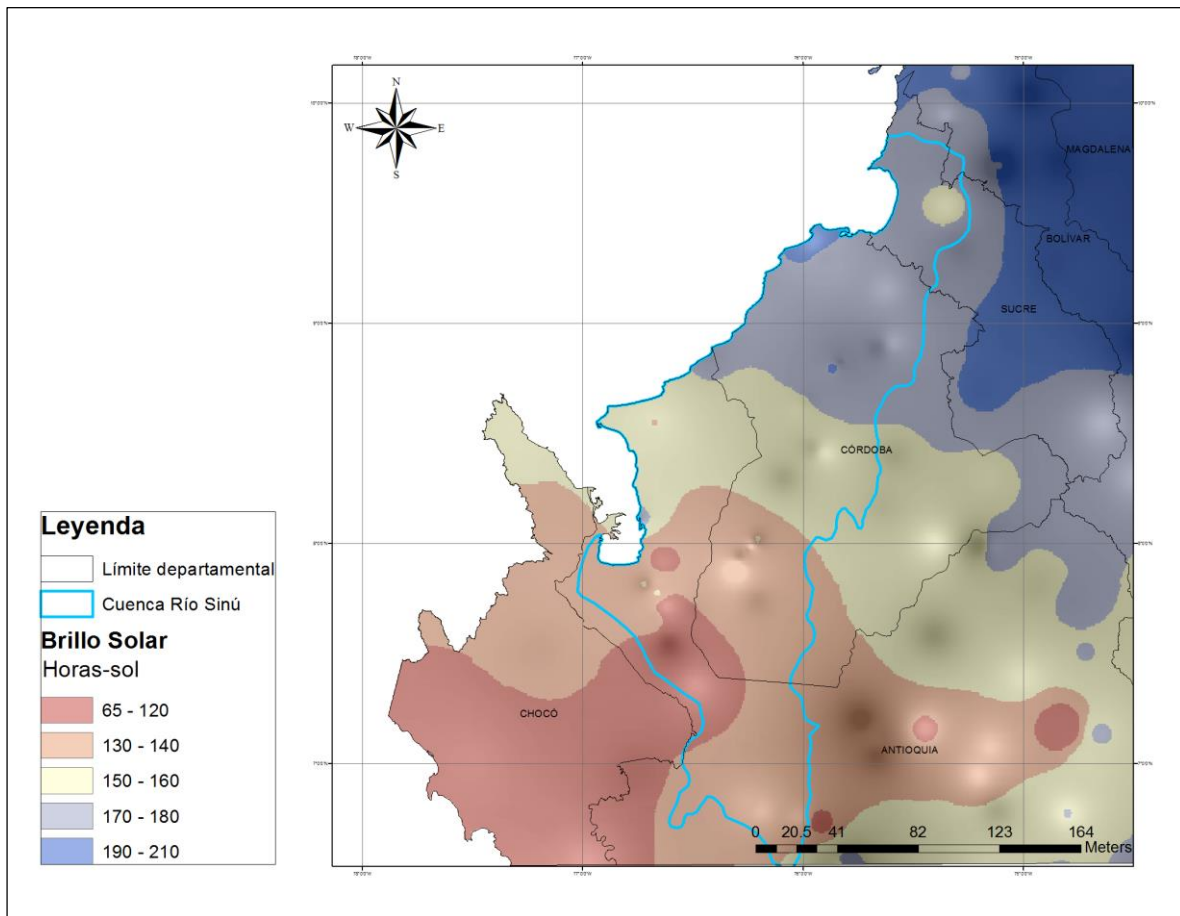 N
W E
S
MAGDALENA
BOLÍVAR
SUCRE
CÓRDOBA
CHOCÓ
ANTIOQUIA
Leyenda
Límite departamental
Cuenca Río Sinú
Brillo Solar
Horas-sol
65 - 120
130 - 140
150 - 160
170 - 180
190 - 210
0 20.5 41 82 123 164
Meters